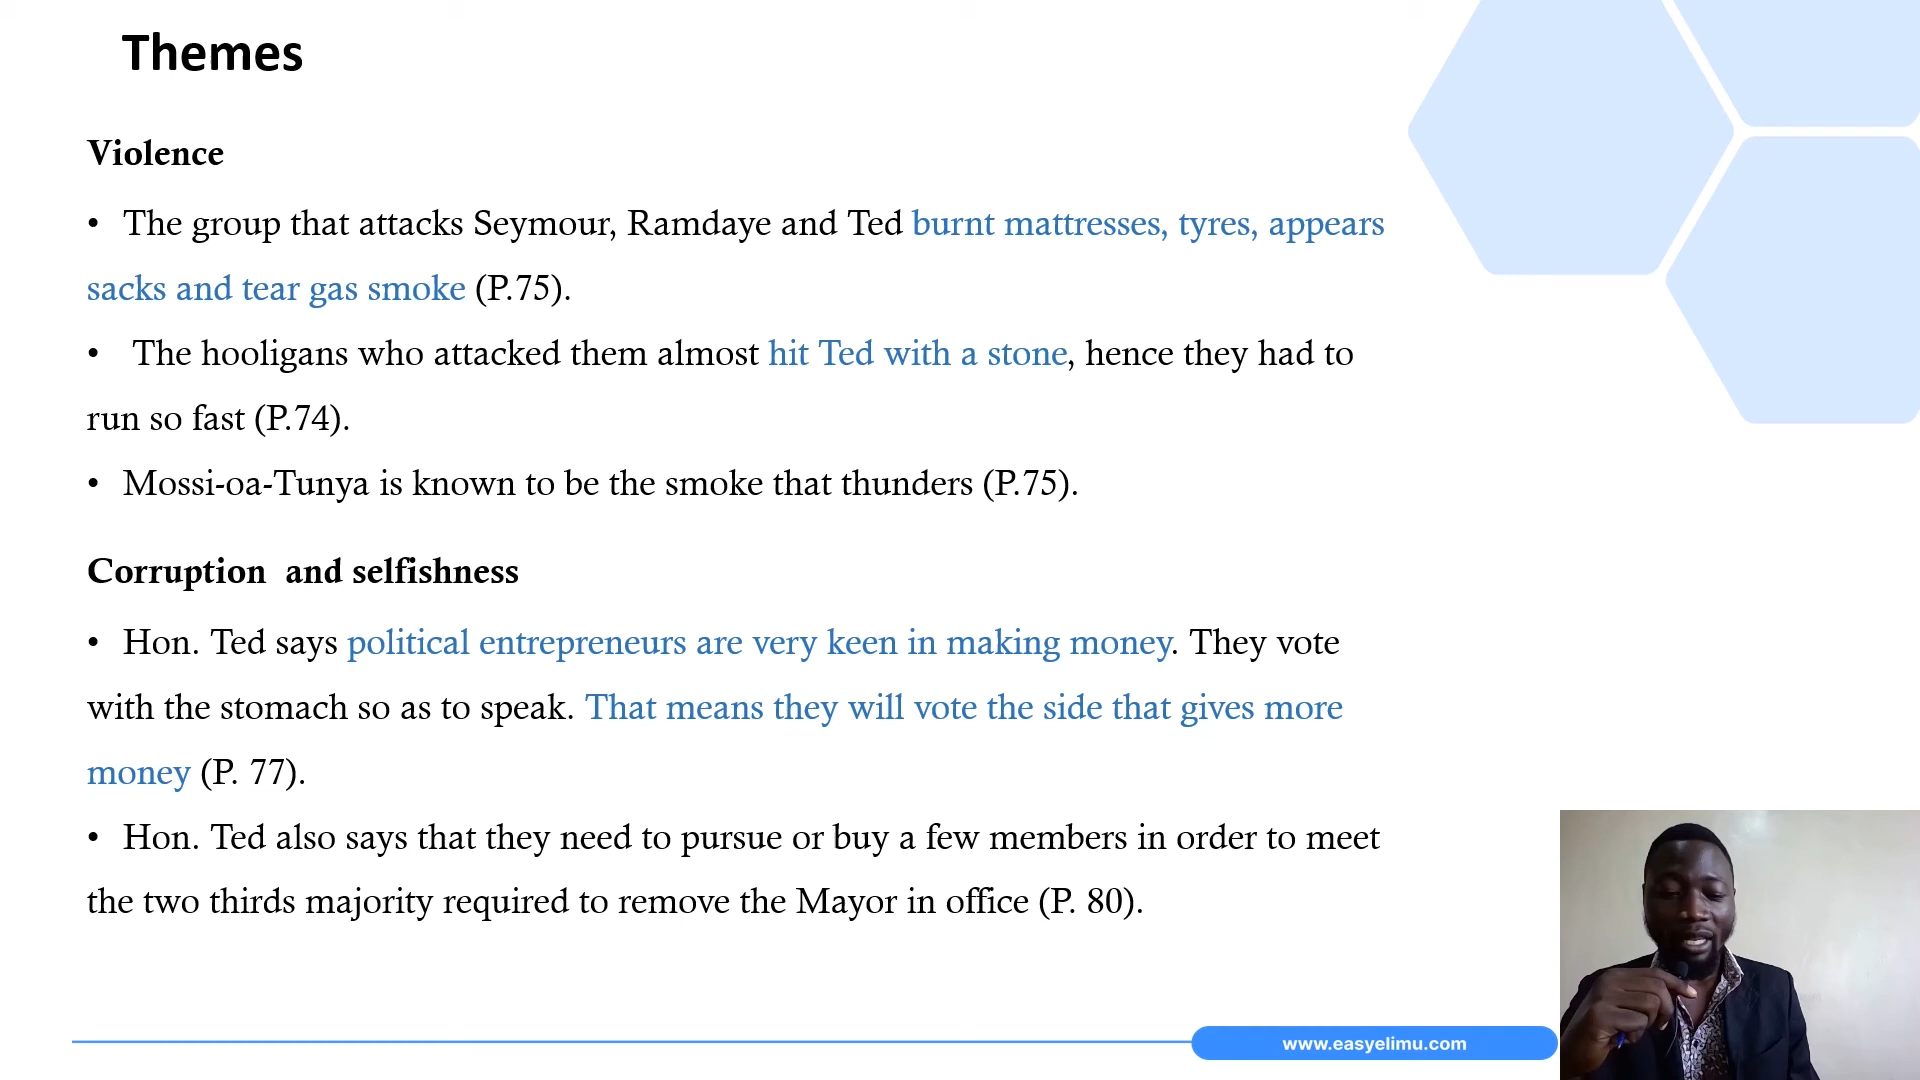 Themes
Violence
• The group that attacks Seymour, Ramdaye and Ted burnt mattresses, tyres, appears
sacks and tear gas smoke (P.75).
• The hooligans who attacked them almost hit Ted with a stone, hence they had to
run so fast (P.74).
• Mossi-oa-Tunya is known to be the smoke that thunders (P.75).
Corruption and selfishness
• Hon. Ted says political entrepreneurs are very keen in making money. They vote
with the stomach so as to speak. That means they will vote the side that gives more
money (P. 77).
• Hon. Ted also says that they need to pursue or buy a few members in order to meet
the two thirds majority required to remove the Mayor in office (P. 80).
www.easyelimu.com